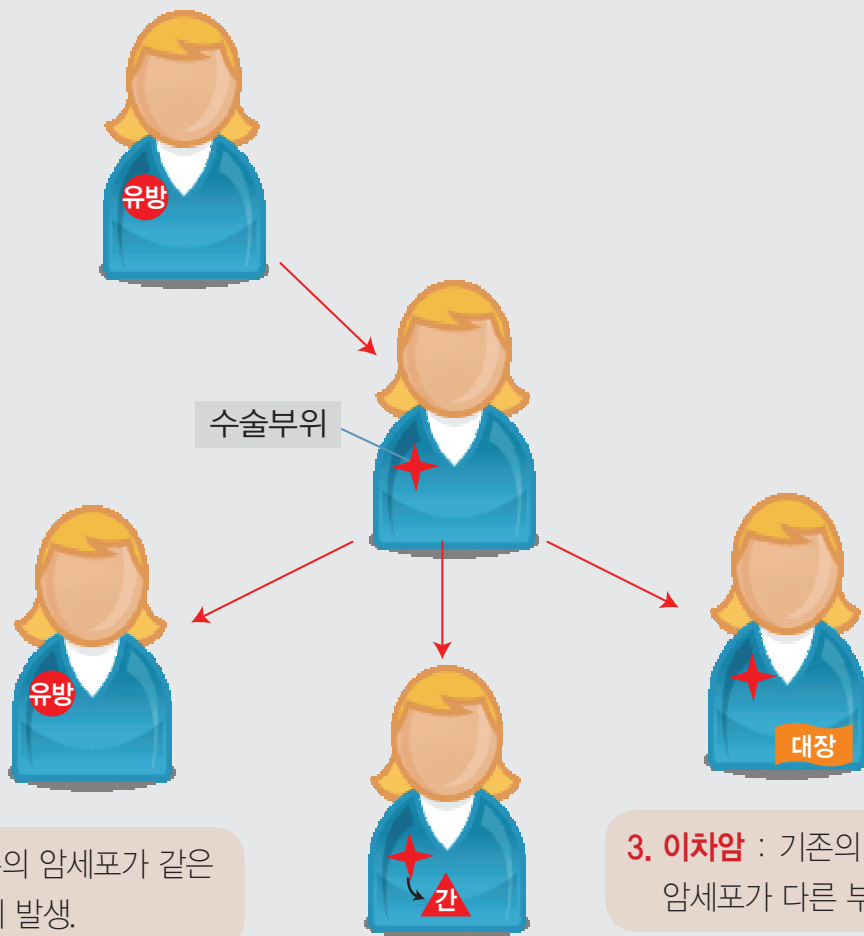 유방
수술부위
유방
대장
간
암세포가 같은
발생.
3. 이차암 : 기존의
암세포가 다른